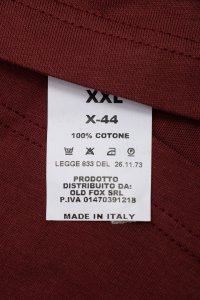 XXL
X-44
100% COTONE
LEGGE 833 DEL 26.11.73
PRODOTTO
DISTRIBUITO DA:
OLD FOX SRL
P.IVA 01470391218
MADE IN ITALY